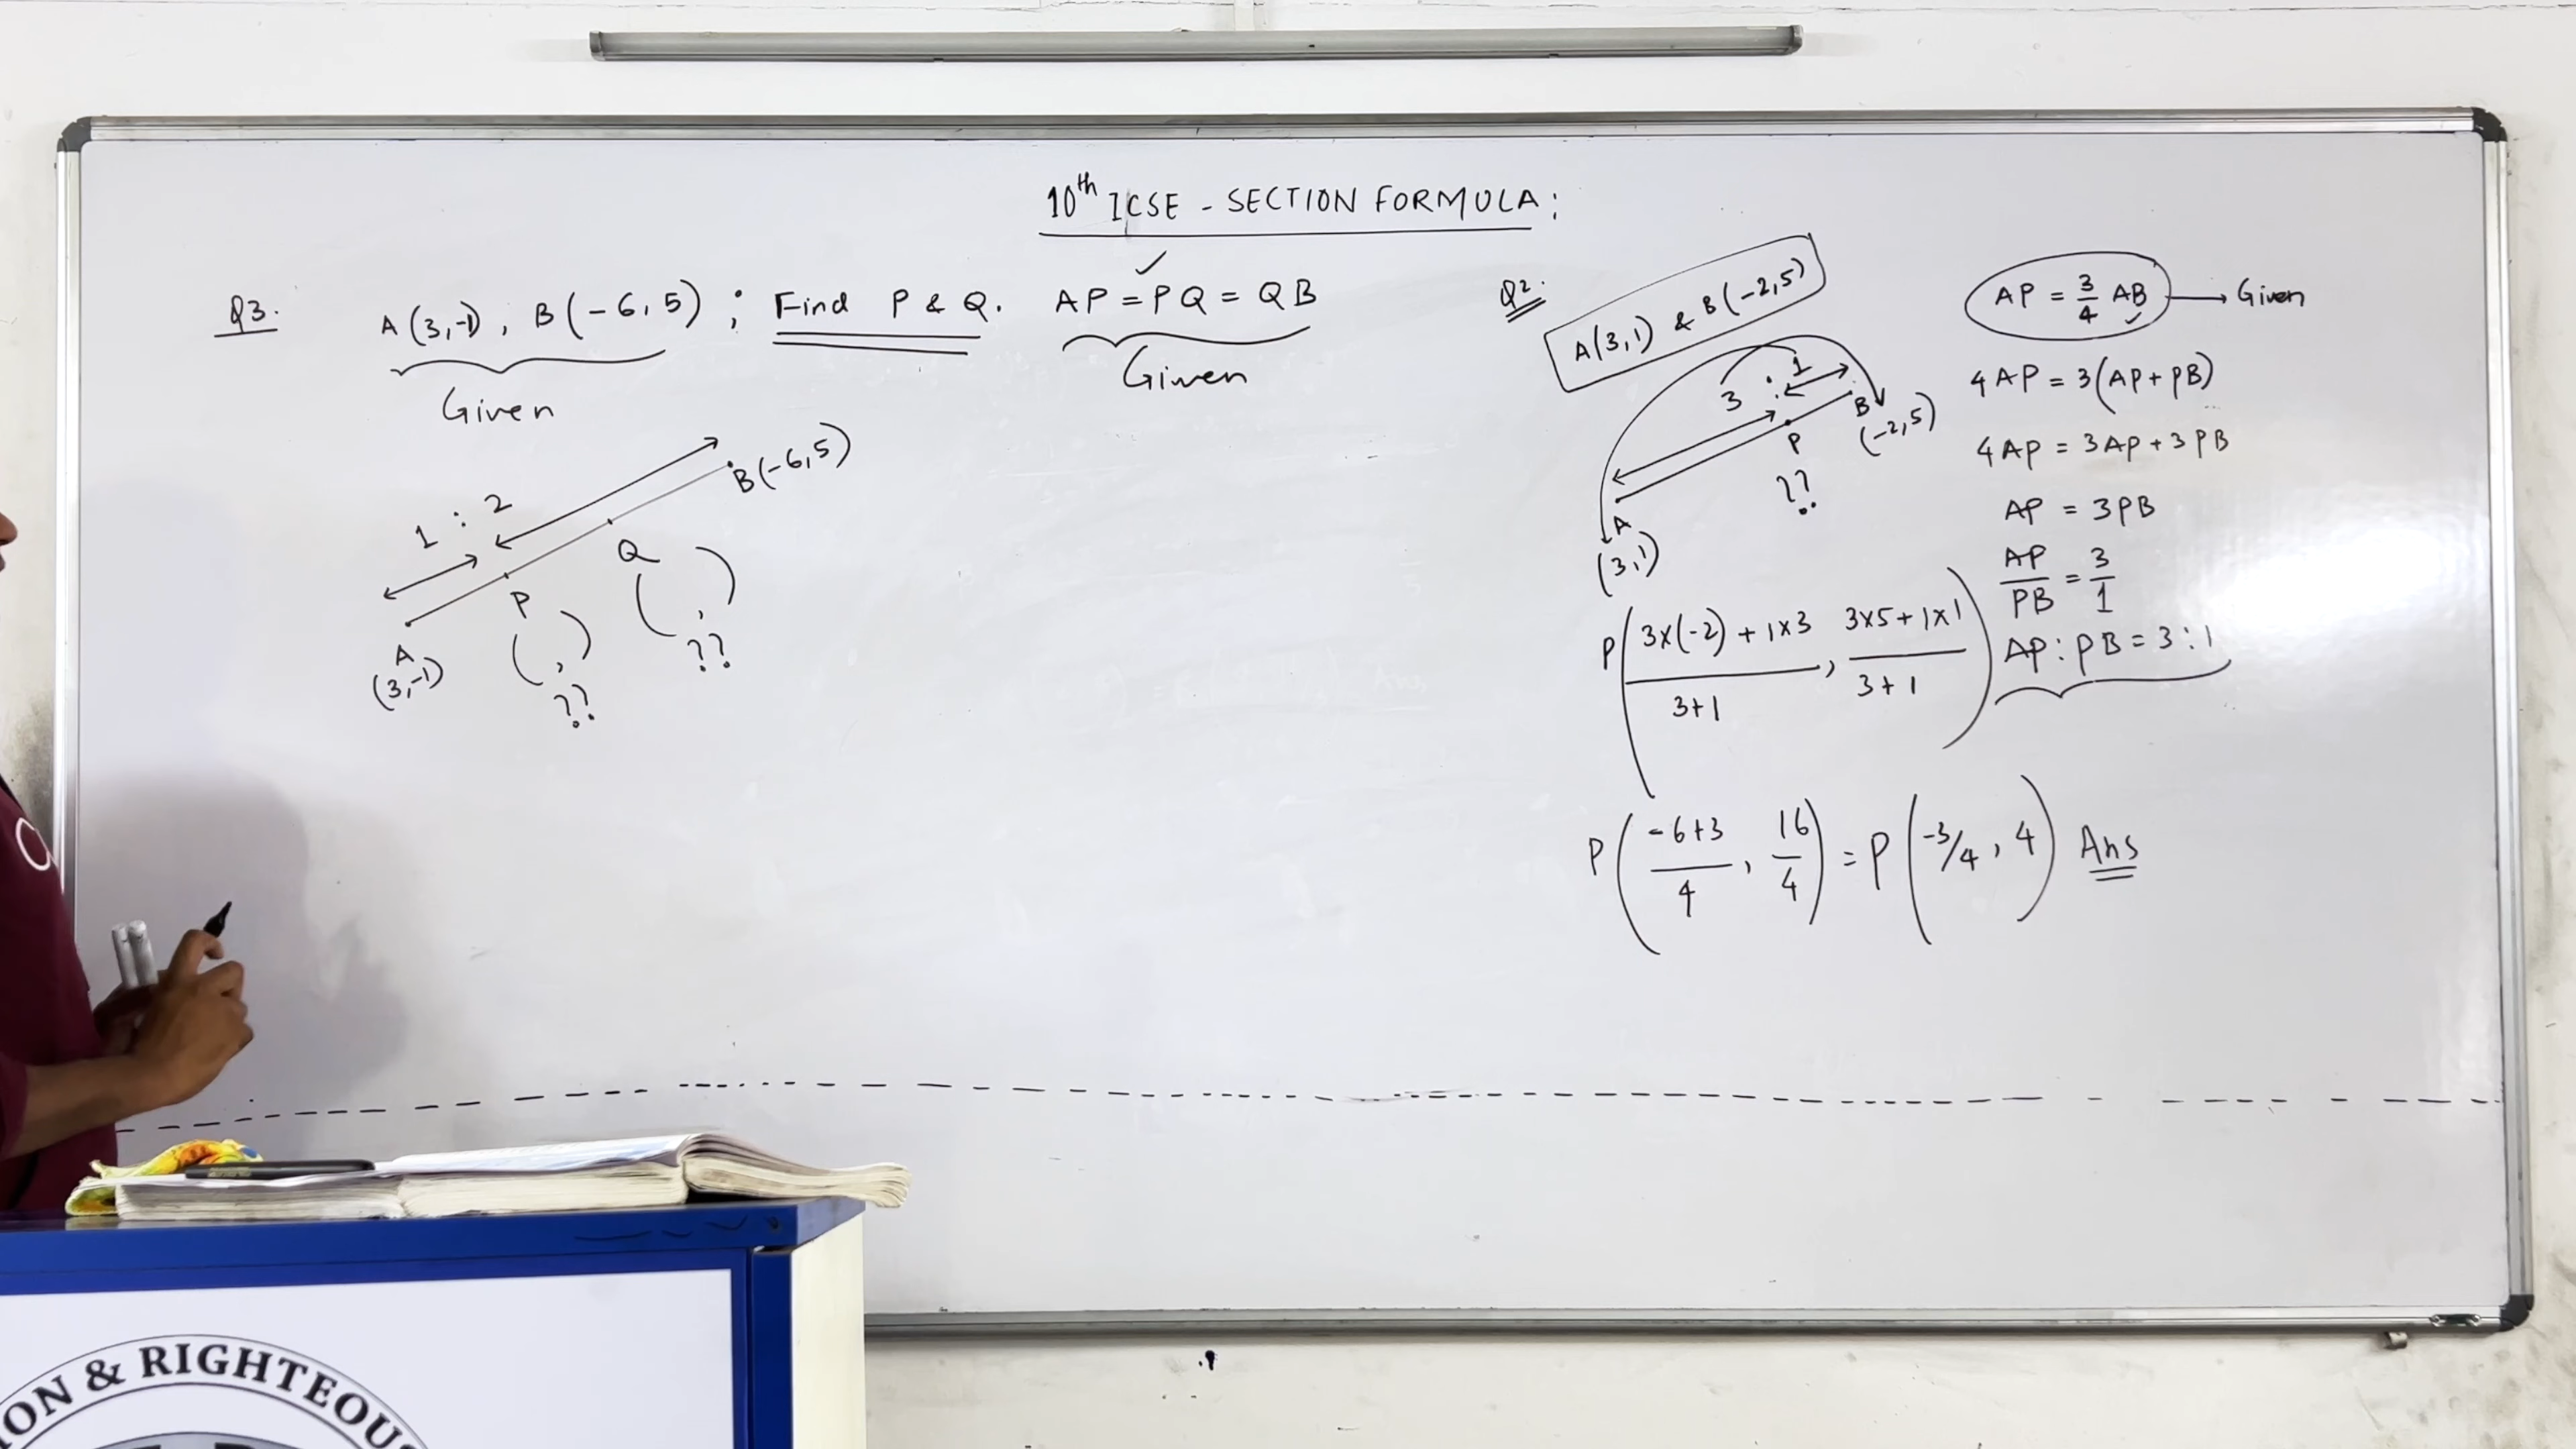 10th ICSE - SECTION FORMULA:
Q3. A(3,-1), B(-6,5); Find P & Q. AP = PQ = QB
Given
Given
1 : 2
B(-6,5)
Q
( , )
??
P
( , )
??
A
(3,-1)
Q2. A(3,1) & B(-2,5)
3 : 1
B
(-2,5)
P
??
A
(3,1)
P(3×(-2) + 1×3 / 3+1, 3×5 + 1×1 / 3+1)
P(-6+3/4, 16/4) = P(-3/4, 4) Ans
AP = 3/4 AB → Given
4AP = 3(AP + PB)
4AP = 3AP + 3PB
AP = 3PB
AP/PB = 3/1
AP : PB = 3 : 1
ON & RIGHTEOU